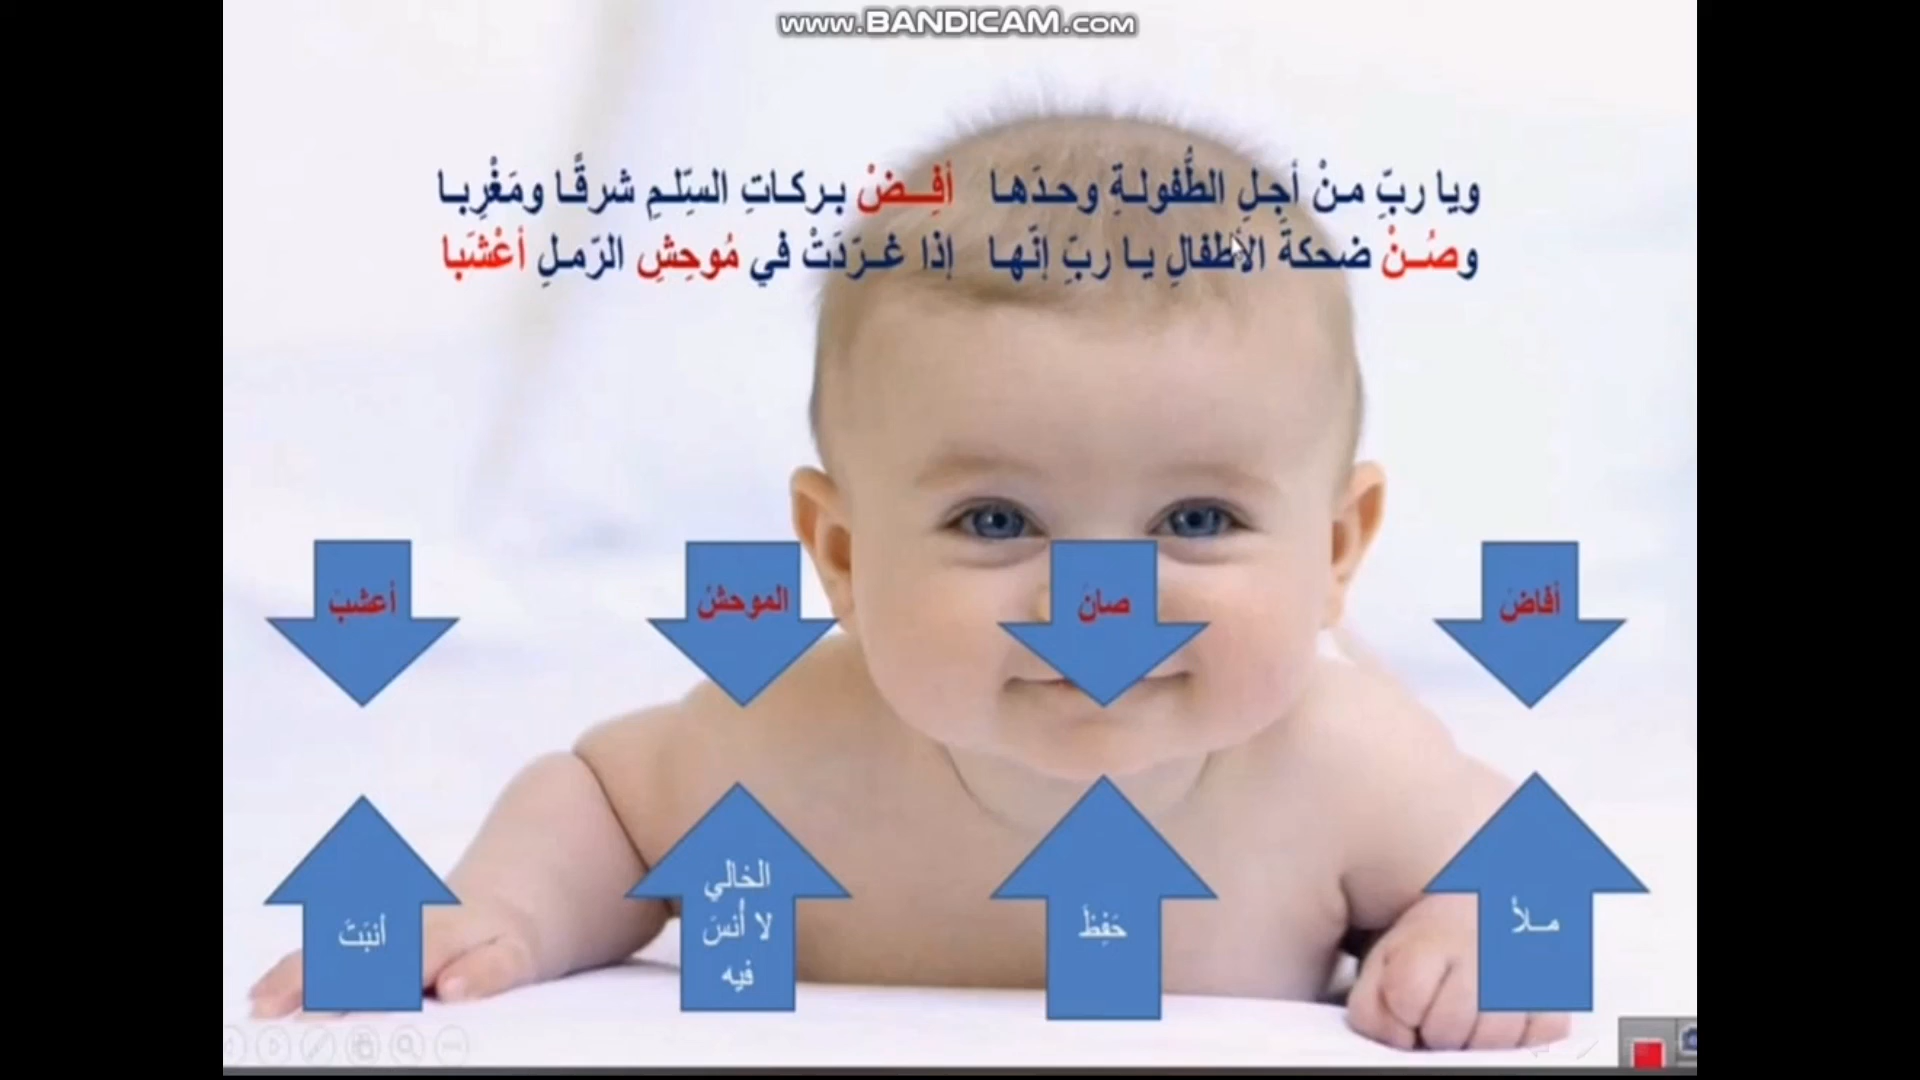 www.BANDICAM.com
ويا ربِّ منْ أجلِ الطُّفولةِ وحدَها أفِضْ بركاتِ السِّلمِ شرقًا ومَغْرِبا
وصُنْ ضحكةَ الأطفالِ يا ربِّ إنّها إذا غرَدَتْ في مُوحِشِ الرّملِ أعْشَبا
أفاضَ
صانَ
الموحشُ
أعشبَ
ملأ
حَفِظَ
الخالي
لا أُنسَ
فيه
أنبَتَ